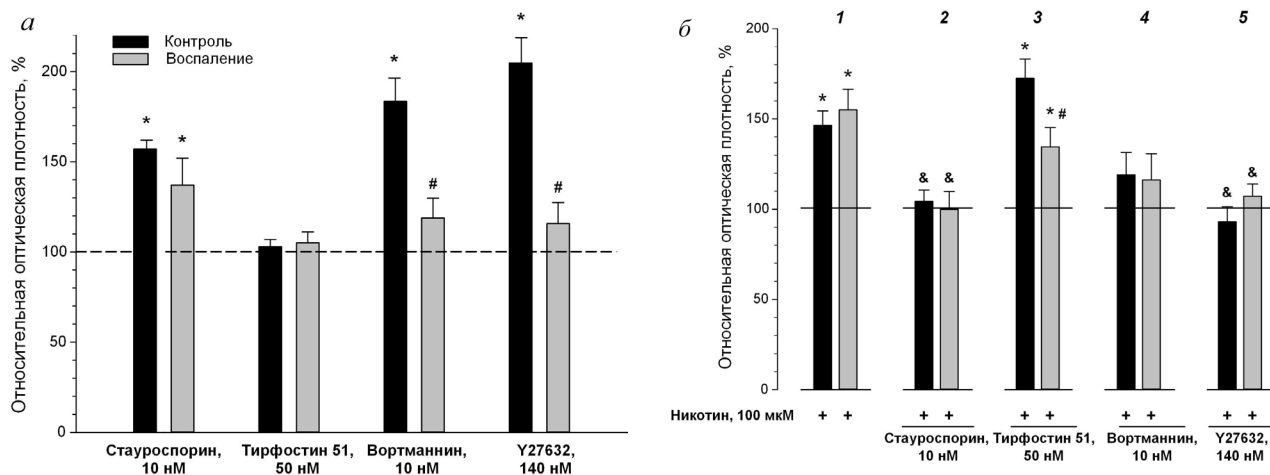 а
Относительная оптическая плотность, %
Контроль
Воспаление
200
150
100
50
0
* * * # * #
Стауроспорин, 10 нМ
Тирфостин 51, 50 нМ
Вортманнин, 10 нМ
Y27632, 140 нМ
б
Относительная оптическая плотность, %
1 2 3 4 5
200
150
100
50
0
* * & & * * # & &
Никотин, 100 мкМ + + + + + + + + + +
Стауроспорин, Тирфостин 51, Вортманнин, Y27632,
10 нМ 50 нМ 10 нМ 140 нМ